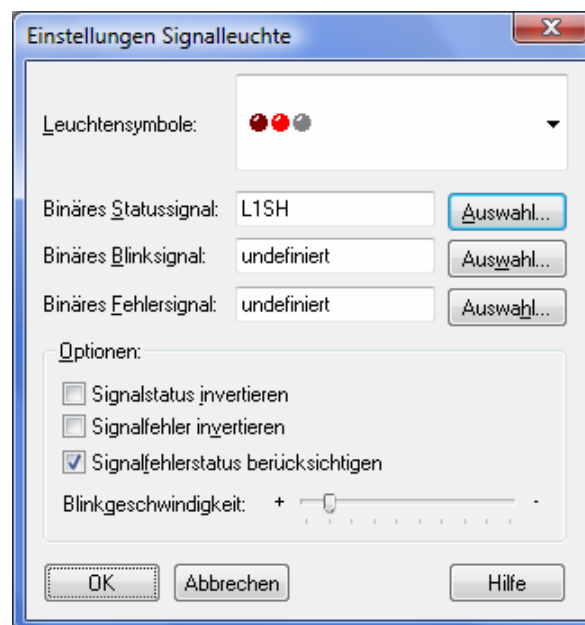 Einstellungen Signalleuchte
Leuchtensymbole:
Binäres Statussignal: L1SH Auswahl...
Binäres Blinksignal: undefiniert Auswahl...
Binäres Fehlersignal: undefiniert Auswahl...
Optionen:
Signalstatus invertieren
Signalfehler invertieren
Signalfehlerstatus berücksichtigen
Blinkgeschwindigkeit: + -
OK Abbrechen Hilfe